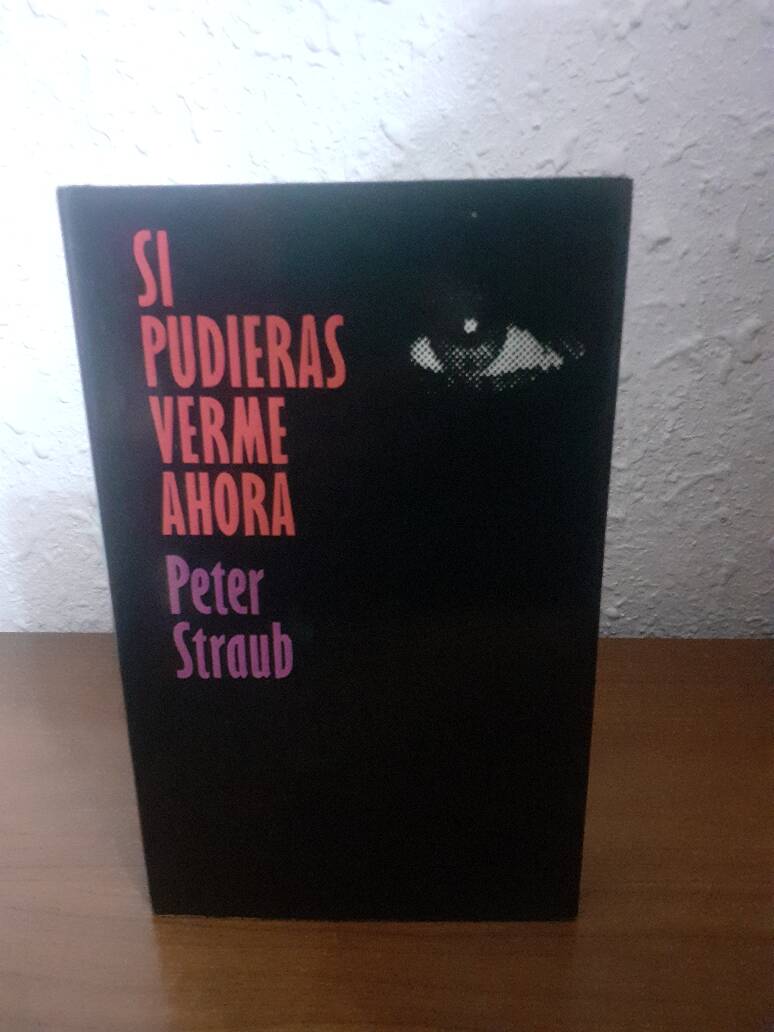 SI
PUDIERAS
VERME
AHORA
Peter
Straub